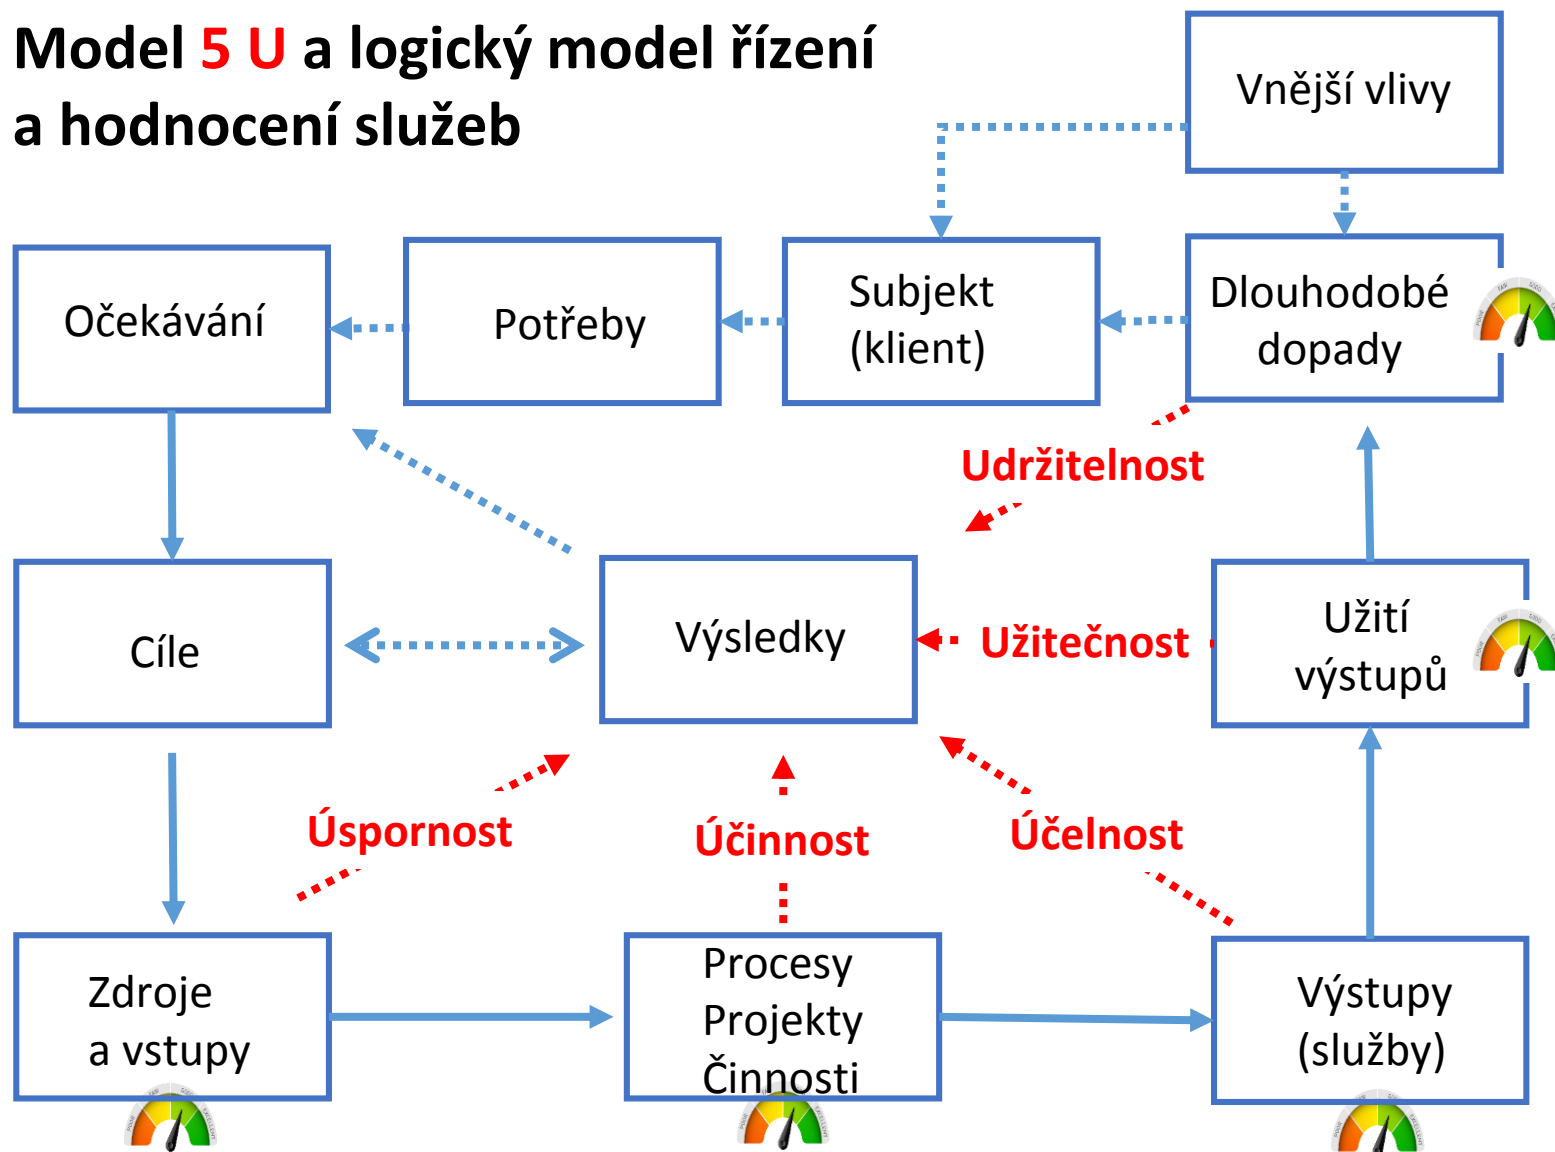 Model 5 U a logický model řízení
a hodnocení služeb
Vnější vlivy
Očekávání
Potřeby
Subjekt
(klient)
Dlouhodobé
dopady
Udržitelnost
Cíle
Výsledky
Užitečnost
Užití
výstupů
Úspornost
Účinnost
Účelnost
Zdroje
a vstupy
Procesy
Projekty
Činnosti
Výstupy
(služby)